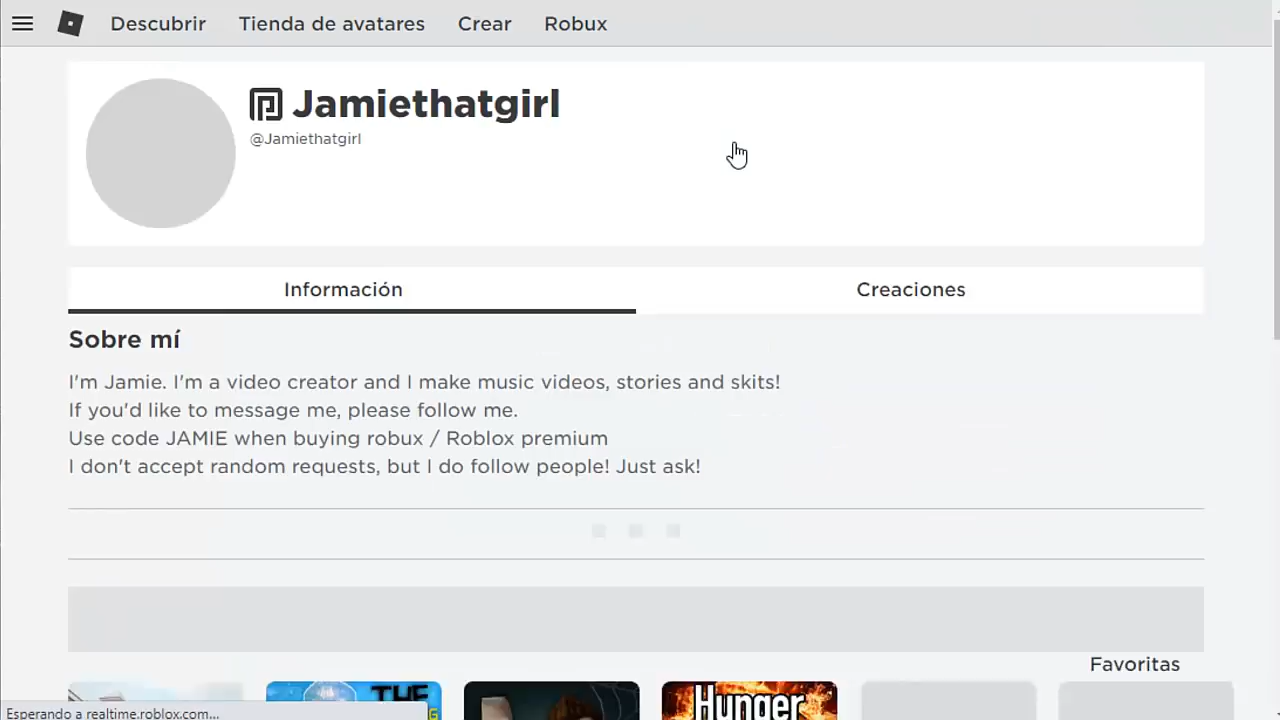 Descubrir Tienda de avatares Crear Robux
Jamiethatgirl
@Jamiethatgirl
Información Creaciones
Sobre mí
I'm Jamie. I'm a video creator and I make music videos, stories and skits!
If you'd like to message me, please follow me.
Use code JAMIE when buying robux / Roblox premium
I don't accept random requests, but I do follow people! Just ask!
Favoritas
THE
Hunger
Esperando a realtime.roblox.com...